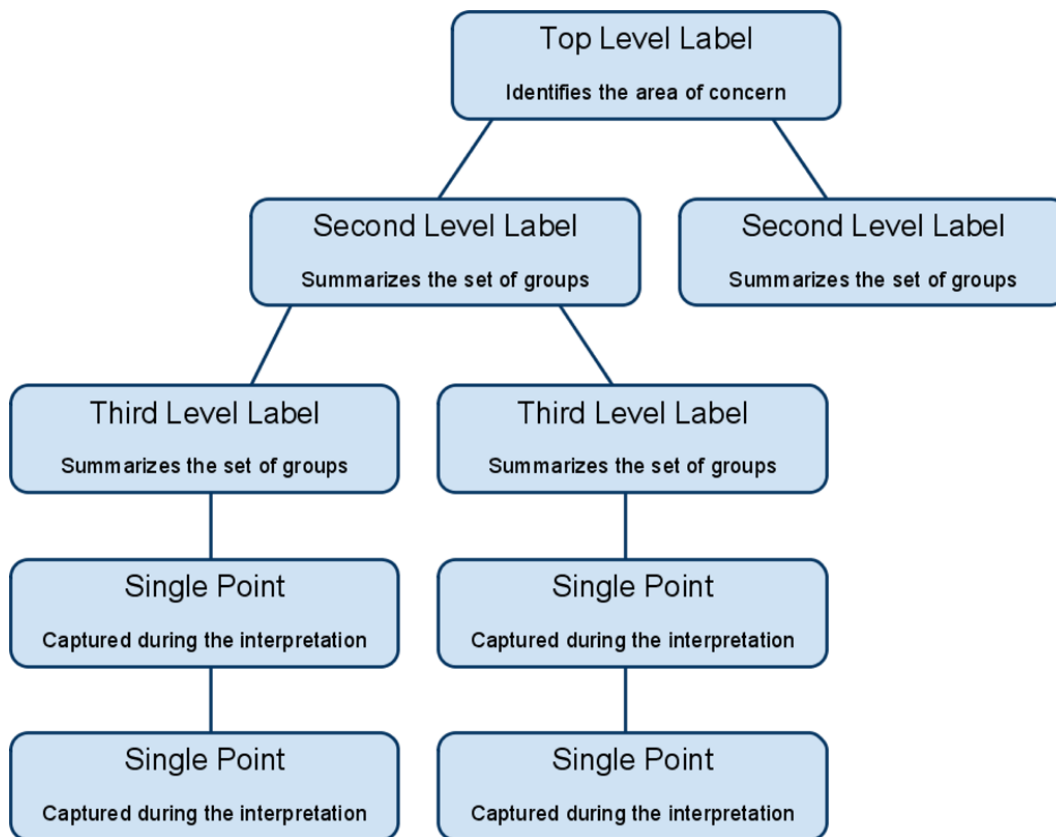 Top Level Label
Identifies the area of concern
Second Level Label
Summarizes the set of groups
Second Level Label
Summarizes the set of groups
Third Level Label
Summarizes the set of groups
Third Level Label
Summarizes the set of groups
Single Point
Captured during the interpretation
Single Point
Captured during the interpretation
Single Point
Captured during the interpretation
Single Point
Captured during the interpretation